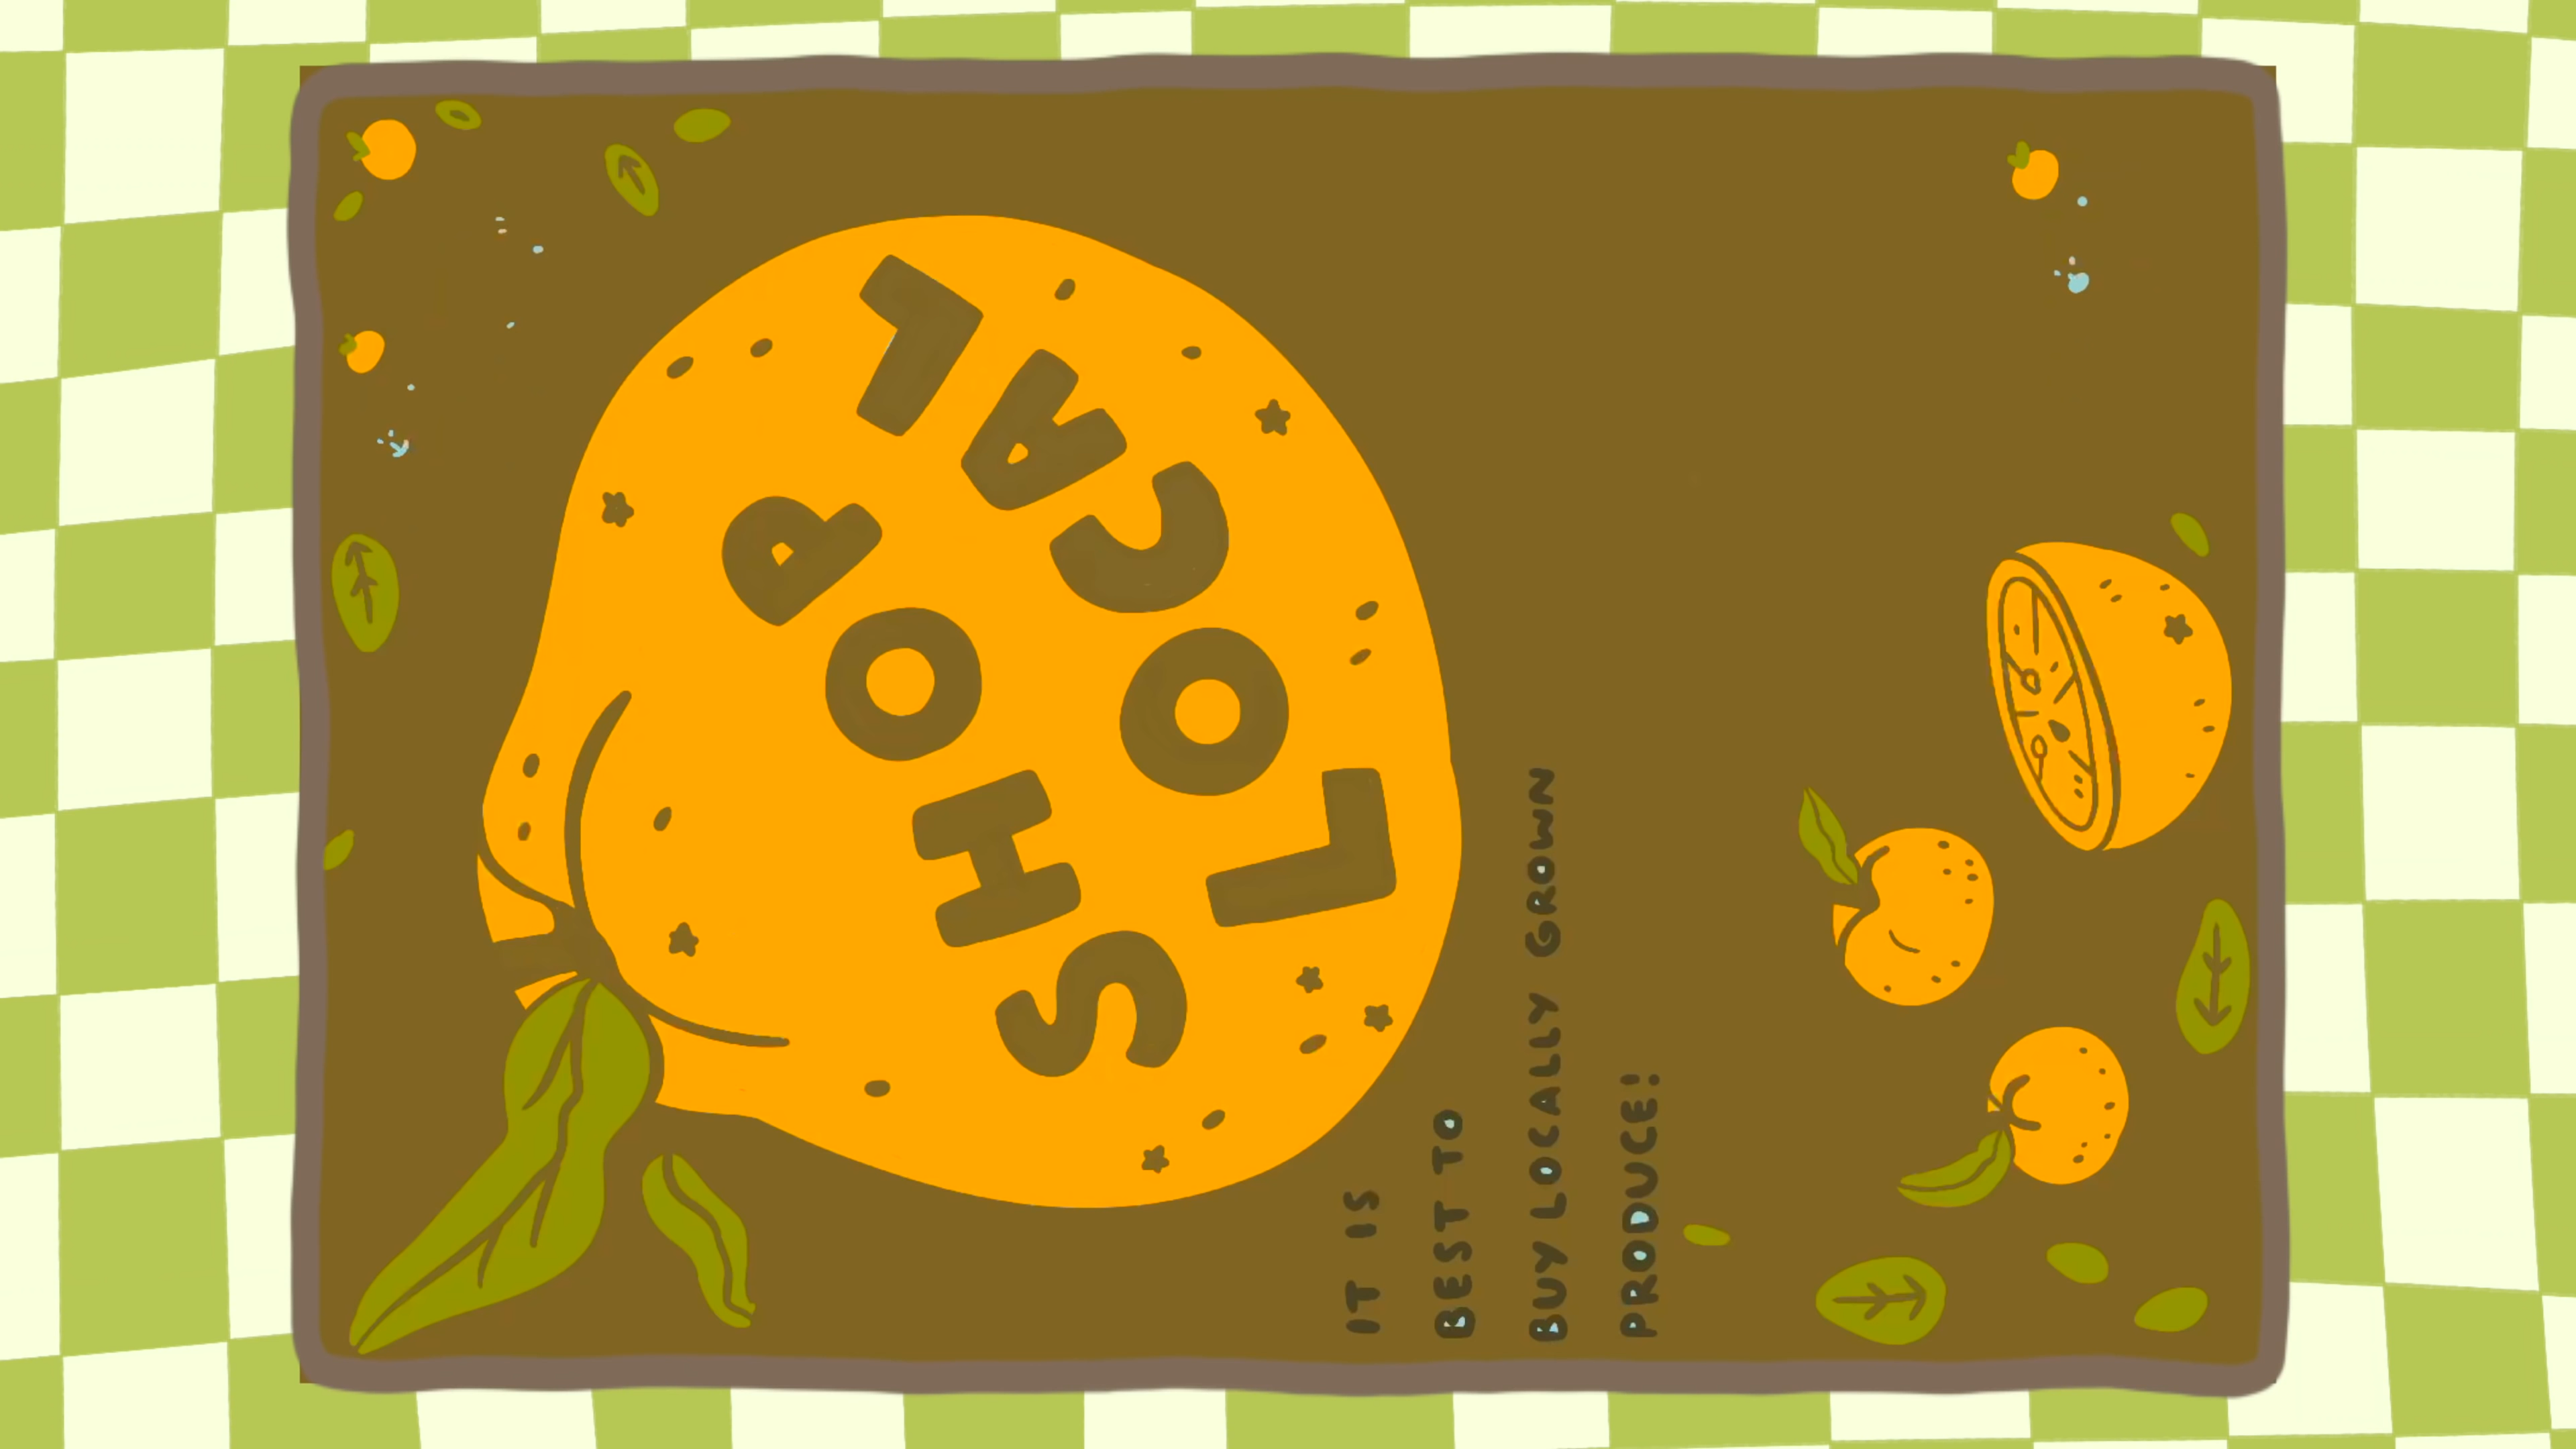 SHOP
LOCAL
IT IS
BEST TO
BUY LOCALLY GROWN
PRODUCE!